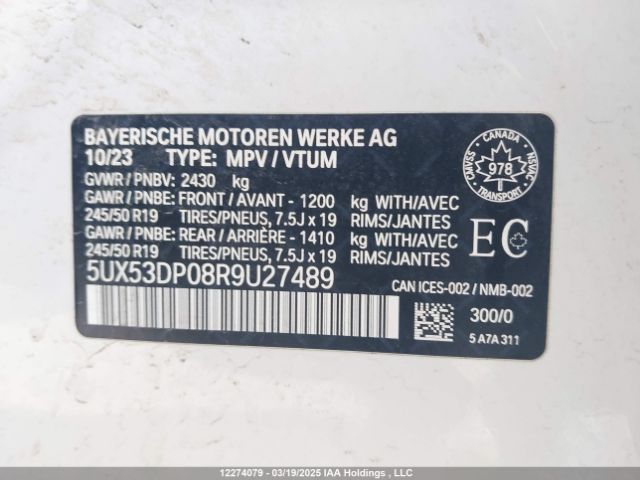 BAYERISCHE MOTOREN WERKE AG
10/23 TYPE: MPV / VTUM
GVWR / PNBV: 2430 kg
GAWR / PNBE: FRONT / AVANT - 1200 kg WITH/AVEC
245/50 R19 TIRES/PNEUS, 7.5J x 19 RIMS/JANTES
GAWR / PNBE: REAR / ARRIÈRE - 1410 kg WITH/AVEC
245/50 R19 TIRES/PNEUS, 7.5J x 19 RIMS/JANTES
5UX53DP08R9U27489
CANADA
CMVSS
978
NSVAC
TRANSPORT
EC
CAN ICES-002 / NMB-002
300/0
5 A7A 311
12274079 - 03/19/2025 IAA Holdings , LLC